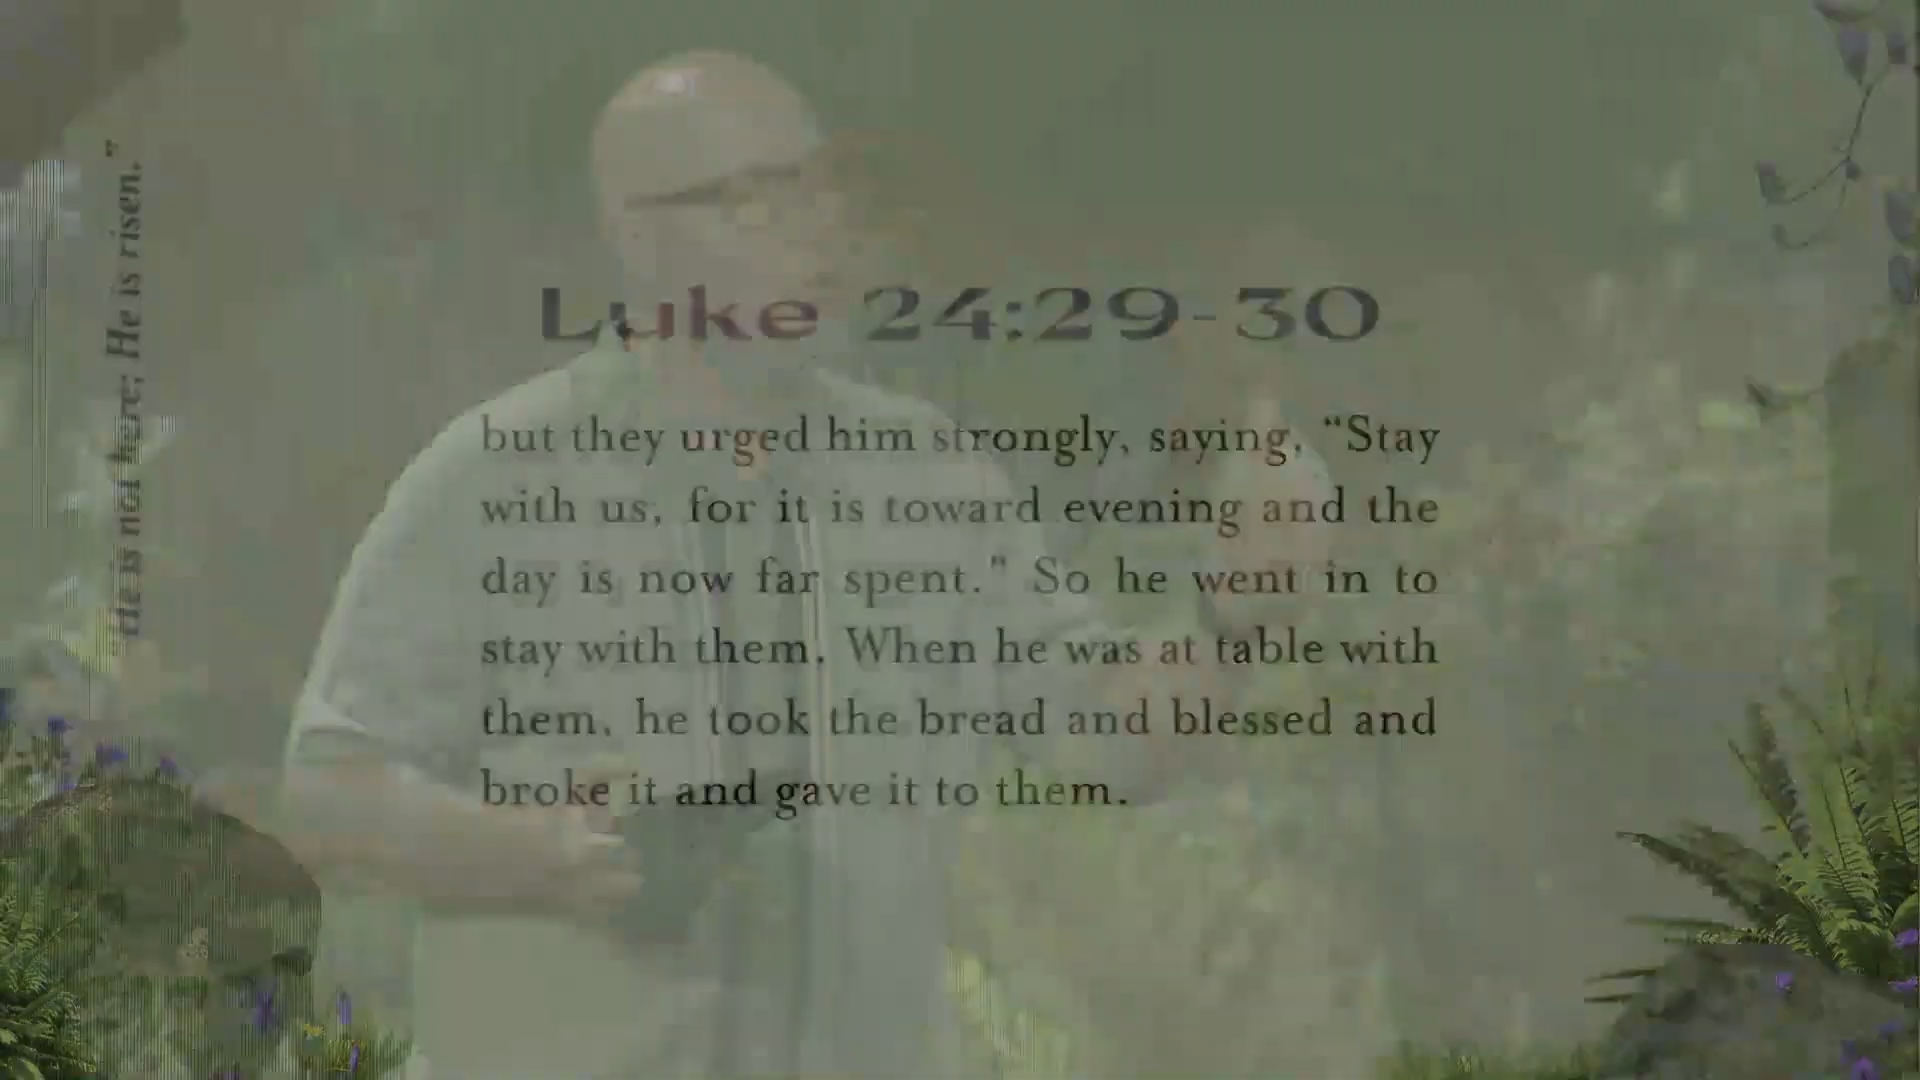 "He is not here; He is risen."
Luke 24:29-30
but they urged him strongly, saying, “Stay
with us, for it is toward evening and the
day is now far spent." So he went in to
stay with them. When he was at table with
them, he took the bread and blessed and
broke it and gave it to them.